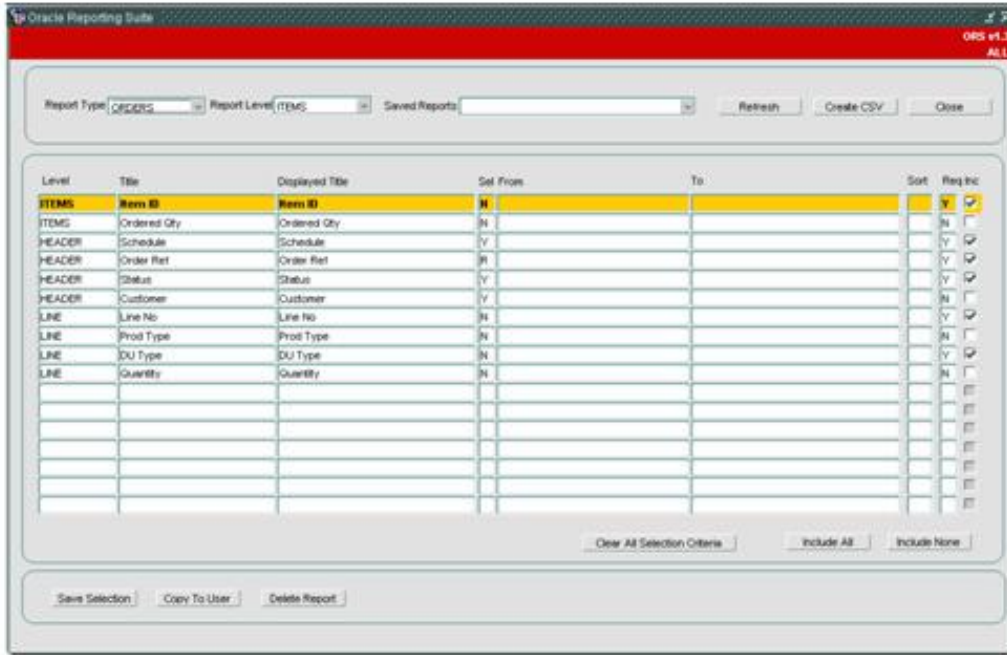 Oracle Reporting Suite
ORS v1.
ALL
Report Type ORDERS Report Level ITEMS Saved Reports Refresh Create CSV Close
Level Title Displayed Title Sel From To Sort Req Inc
ITEMS Item ID Item ID N Y
ITEMS Ordered Qty Ordered Qty N N
HEADER Schedule Schedule Y Y
HEADER Order Ref Order Ref R Y
HEADER Status Status Y Y
HEADER Customer Customer Y N
LINE Line No Line No N Y
LINE Prod Type Prod Type N N
LINE DU Type DU Type N Y
LINE Quantity Quantity N N
Clear All Selection Criteria Include All Include None
Save Selection Copy To User Delete Report